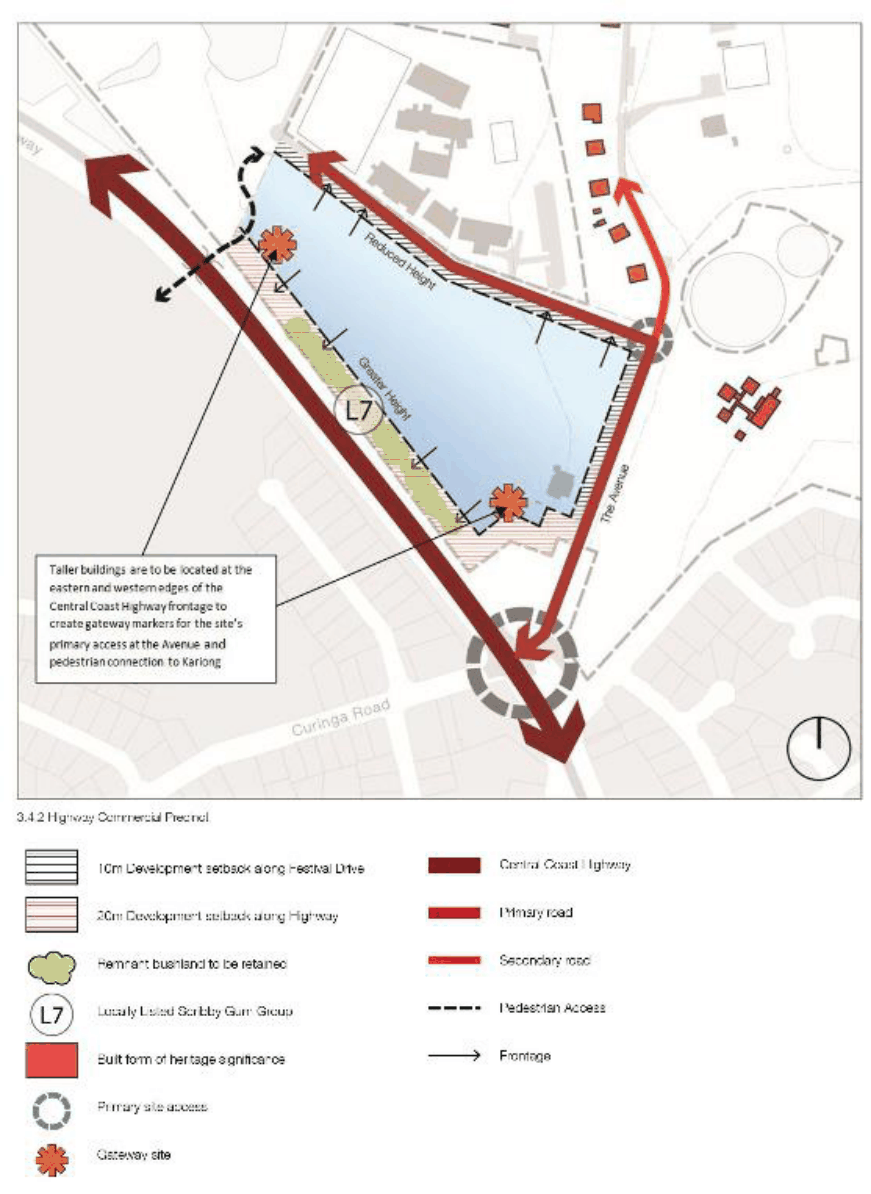 way
Reduced Height
Greater Height
L7
The Avenue
Taller buildings are to be located at the
eastern and western edges of the
Central Coast Highway frontage to
create gateway markers for the site's
primary access at the Avenue and
pedestrian connection to Kariong
Curinga Road
3.4.2 Highway Commercial Precinct
10m Development setback along Festival Drive
Central Coast Highway
20m Development setback along Highway
Primary road
Remnant bushland to be retained
Secondary road
L7
Locally Listed Scribby Gum Group
Pedestrian Access
Built form of heritage significance
Frontage
Primary site access
Gateway site